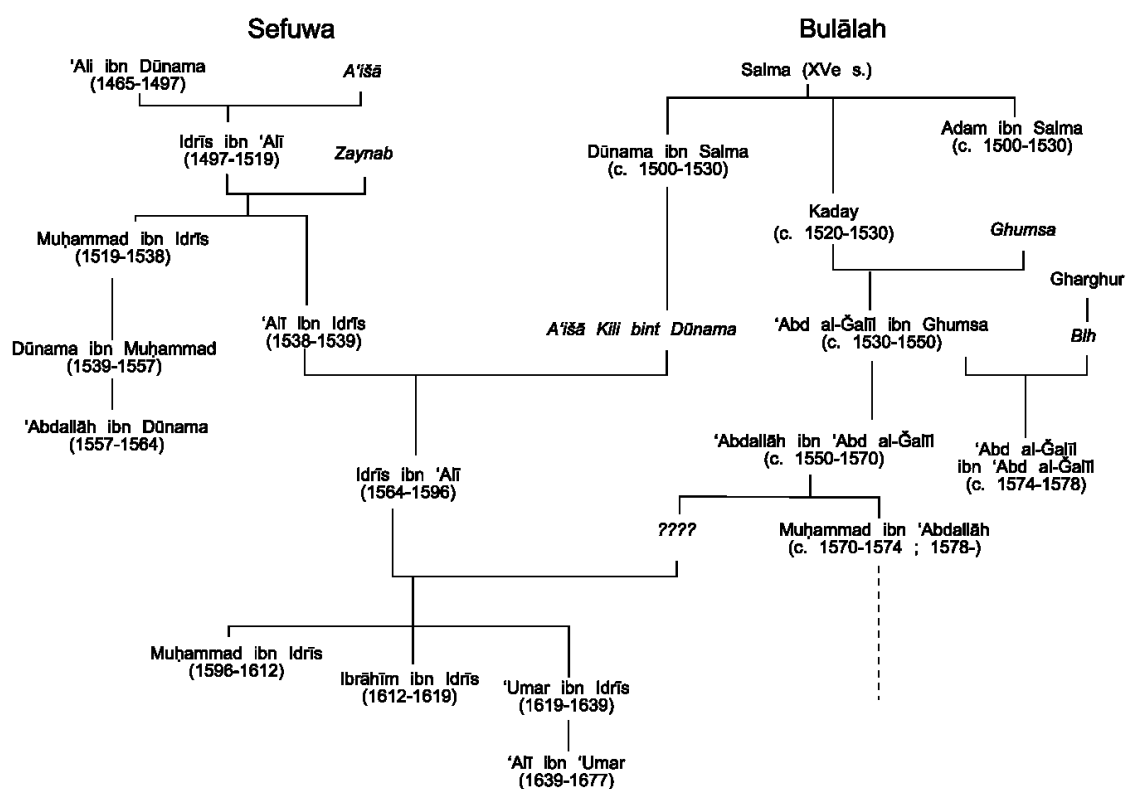 Sefuwa
Bulālah
'Ali ibn Dūnama
(1465-1497)
A'išā
Salma (XVe s.)
Idrīs ibn 'Alī
(1497-1519)
Zaynab
Dūnama ibn Salma
(c. 1500-1530)
Adam ibn Salma
(c. 1500-1530)
Muḥammad ibn Idrīs
(1519-1538)
Kaday
(c. 1520-1530)
Ghumsa
Gharghur
'Alī Ibn Idrīs
(1538-1539)
A'išā Kili bint Dūnama
'Abd al-Ğalīl ibn Ghumsa
(c. 1530-1550)
Blh
Dūnama ibn Muḥammad
(1539-1557)
'Abdallāh ibn Dūnama
(1557-1564)
'Abdallāh ibn 'Abd al-Ğalīl
(c. 1550-1570)
'Abd al-Ğalīl
ibn 'Abd al-Ğalīl
(c. 1574-1578)
Idrīs ibn 'Alī
(1564-1596)
????
Muḥammad ibn 'Abdallāh
(c. 1570-1574 ; 1578-)
Muḥammad ibn Idrīs
(1596-1612)
Ibrāhīm ibn Idrīs
(1612-1619)
'Umar ibn Idrīs
(1619-1639)
'Alī Ibn 'Umar
(1639-1677)